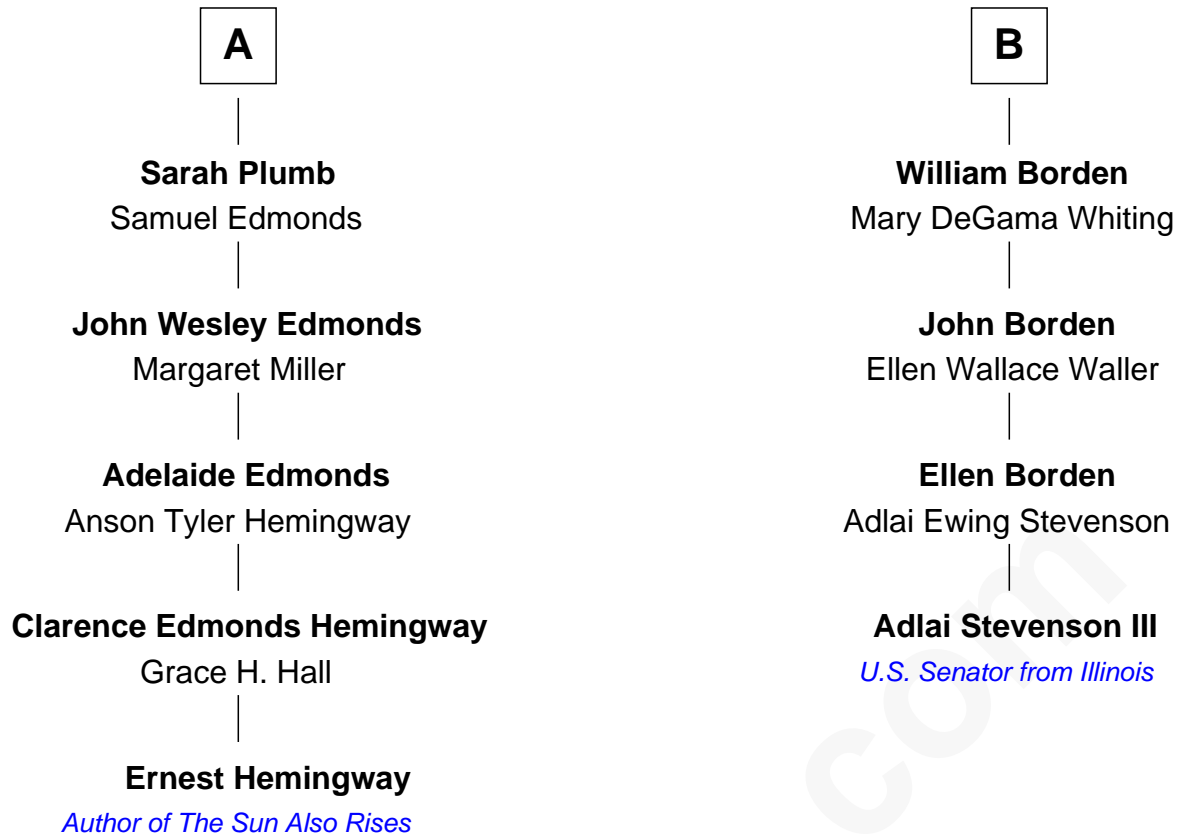 A
Sarah Plumb
Samuel Edmonds
John Wesley Edmonds
Margaret Miller
Adelaide Edmonds
Anson Tyler Hemingway
Clarence Edmonds Hemingway
Grace H. Hall
Ernest Hemingway
Author of The Sun Also Rises
B
William Borden
Mary DeGama Whiting
John Borden
Ellen Wallace Waller
Ellen Borden
Adlai Ewing Stevenson
Adlai Stevenson III
U.S. Senator from Illinois
com